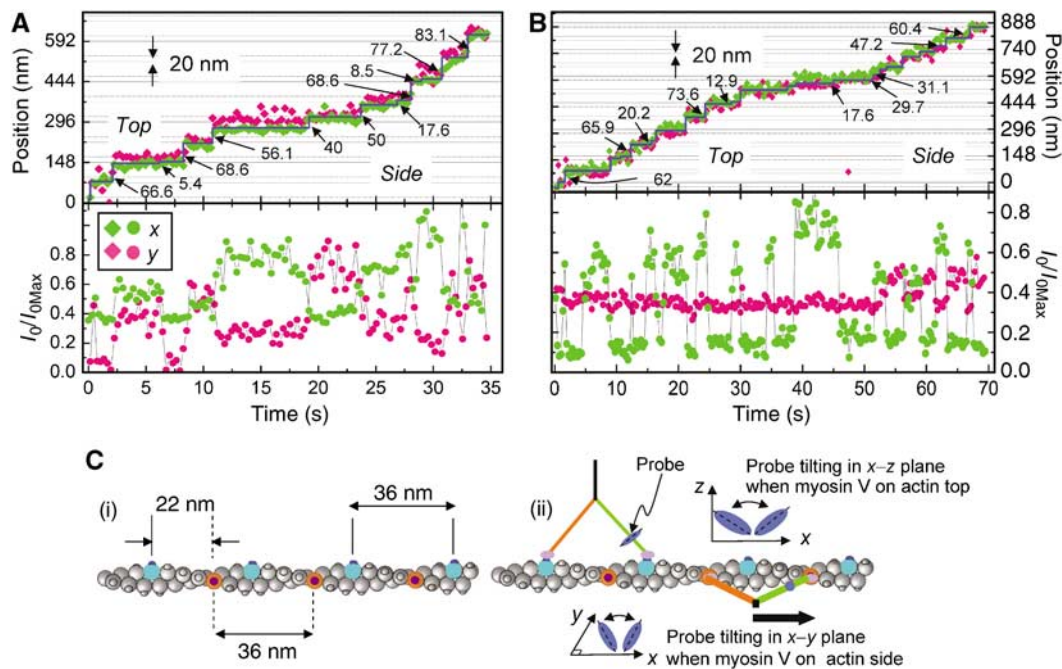 A
B
Position (nm)
592
444
296
148
0
20 nm
83.1
77.2
8.5
68.6
17.6
50
40
56.1
68.6
5.4
66.6
Top
Side
x
y
I0/I0Max
0.8
0.6
0.4
0.2
0.0
0 5 10 15 20 25 30 35
Time (s)
60.4
47.2
20 nm
12.9
73.6
20.2
65.9
62
31.1
29.7
17.6
Top
Side
888
740
592
444
296
148
0
Position (nm)
0.8
0.6
0.4
0.2
0.0
I0/I0Max
0 10 20 30 40 50 60 70
Time (s)
C
(i)
22 nm
36 nm
36 nm
(ii)
Probe
Probe tilting in x–z plane
when myosin V on actin top
z
x
y
x
Probe tilting in x–y plane
when myosin V on actin side